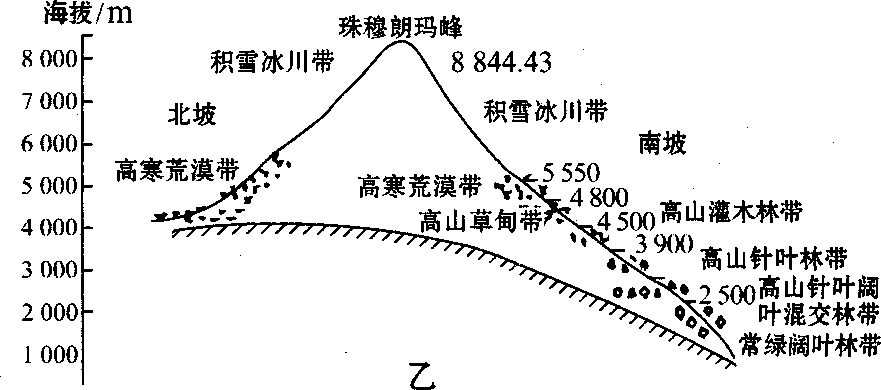 海拔/m
珠穆朗玛峰
8 000
积雪冰川带
8 844.43
7 000
积雪冰川带
北坡
6 000
南坡
高寒荒漠带
5 550
5 000
高寒荒漠带
4 800
高山草甸带
4 500
高山灌木林带
4 000
3 900
高山针叶林带
3 000
2 500
高山针叶阔
叶混交林带
2 000
常绿阔叶林带
1 000
乙